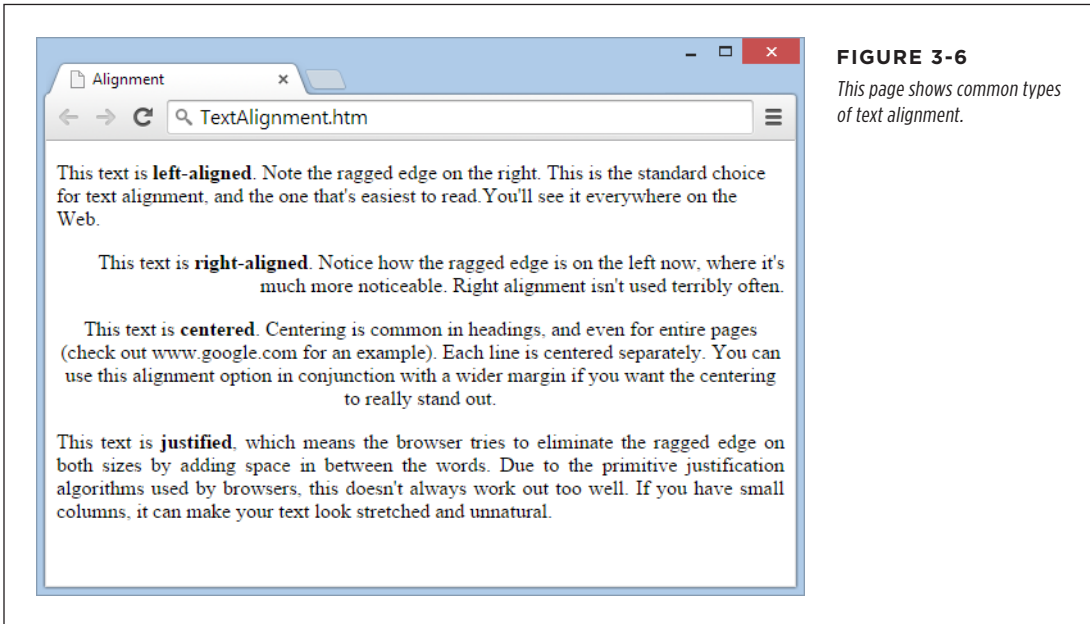 Alignment
TextAlignment.htm
This text is left-aligned. Note the ragged edge on the right. This is the standard choice
for text alignment, and the one that's easiest to read.You'll see it everywhere on the
Web.
This text is right-aligned. Notice how the ragged edge is on the left now, where it's
much more noticeable. Right alignment isn't used terribly often.
This text is centered. Centering is common in headings, and even for entire pages
(check out www.google.com for an example). Each line is centered separately. You can
use this alignment option in conjunction with a wider margin if you want the centering
to really stand out.
This text is justified, which means the browser tries to eliminate the ragged edge on
both sizes by adding space in between the words. Due to the primitive justification
algorithms used by browsers, this doesn't always work out too well. If you have small
columns, it can make your text look stretched and unnatural.
FIGURE 3-6
This page shows common types
of text alignment.